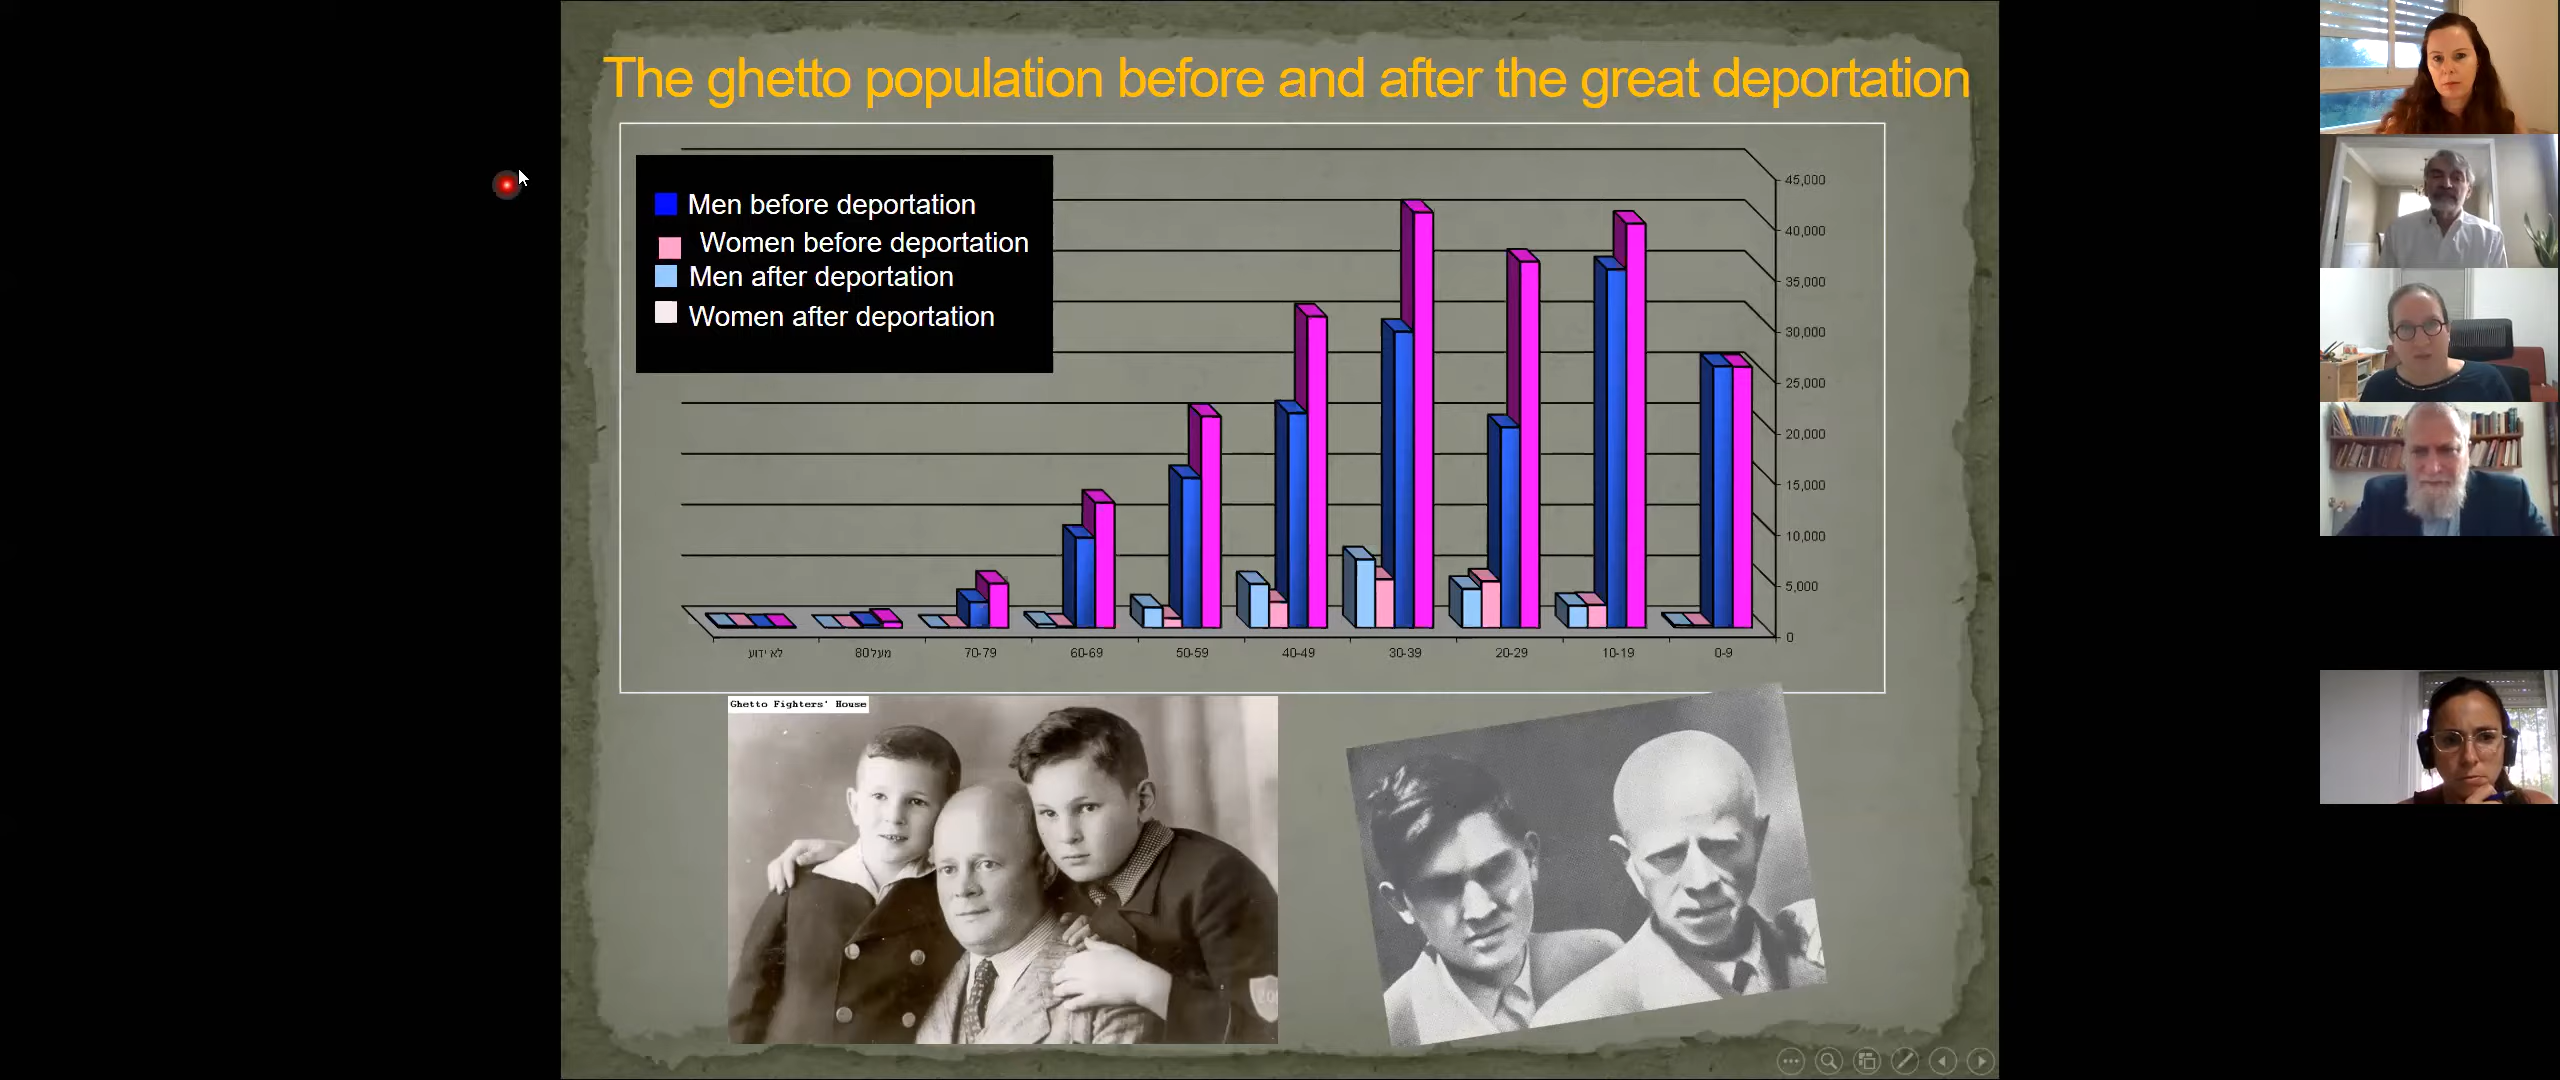 The ghetto population before and after the great deportation
Men before deportation
Women before deportation
Men after deportation
Women after deportation
45,000
40,000
35,000
30,000
25,000
20,000
15,000
10,000
5,000
0
לא ידוע
מעל 80
70-79
60-69
50-59
40-49
30-39
20-29
10-19
0-9
Ghetto Fighters' House